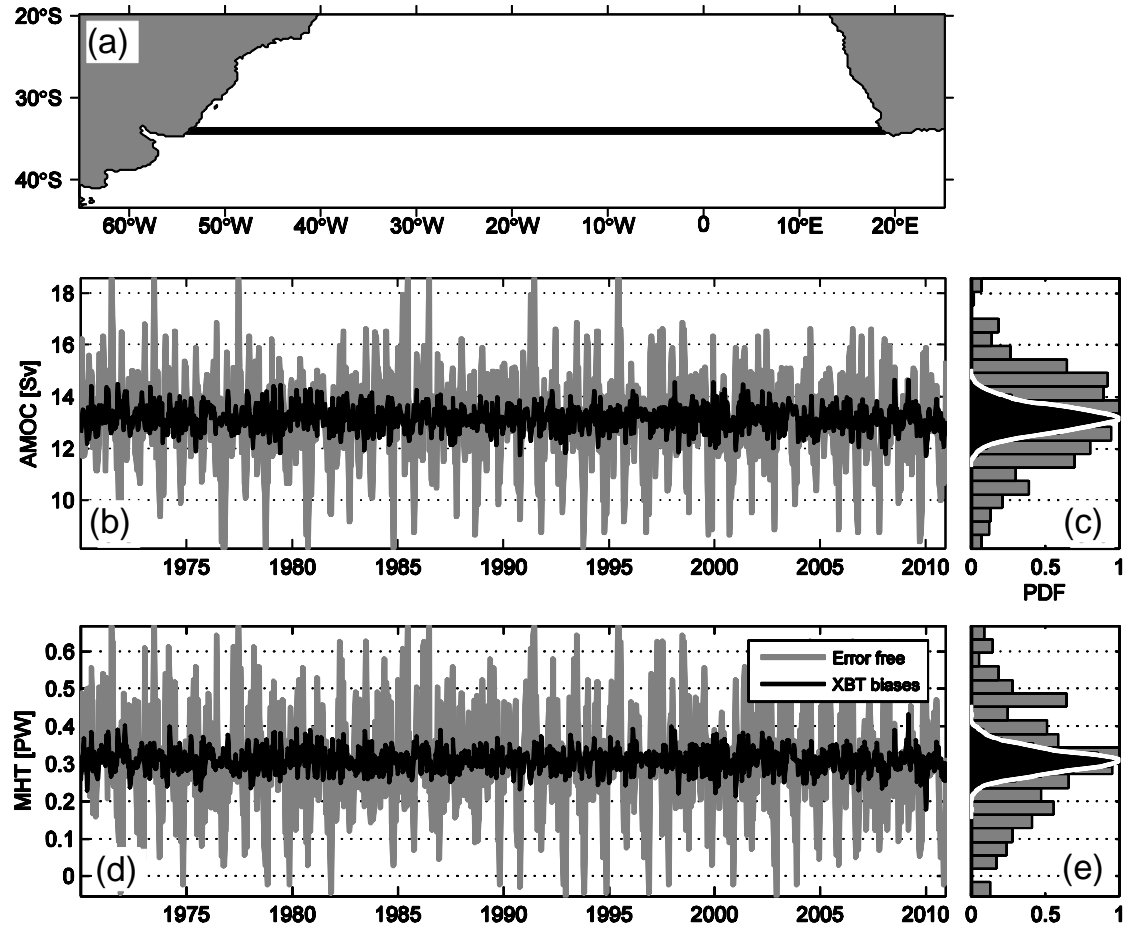 (a)
20°S
30°S
40°S
60°W 50°W 40°W 30°W 20°W 10°W 0 10°E 20°E
AMOC [Sv]
18
16
14
12
10
(b)
1975 1980 1985 1990 1995 2000 2005 2010
(c)
0 0.5 1
PDF
MHT [PW]
0.6
0.5
0.4
0.3
0.2
0.1
0
Error free
XBT biases
(d)
1975 1980 1985 1990 1995 2000 2005 2010
(e)
0 0.5 1